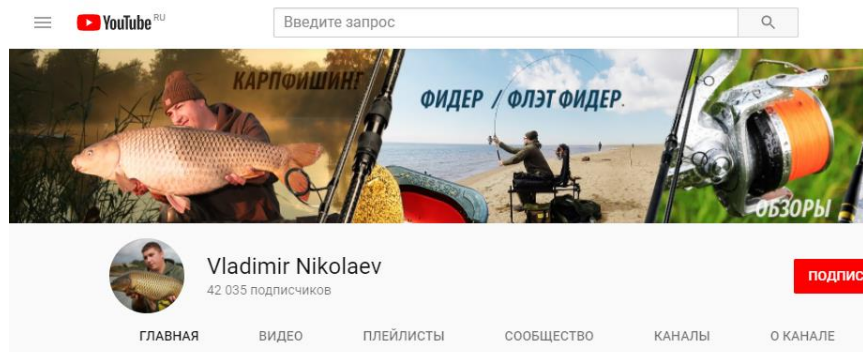 YouTube RU
Введите запрос
КАРПФИШИНГ
ФИДЕР / ФЛЭТ ФИДЕР.
ОБЗОРЫ
Vladimir Nikolaev
42 035 подписчиков
ПОДПИС
ГЛАВНАЯ ВИДЕО ПЛЕЙЛИСТЫ СООБЩЕСТВО КАНАЛЫ О КАНАЛЕ